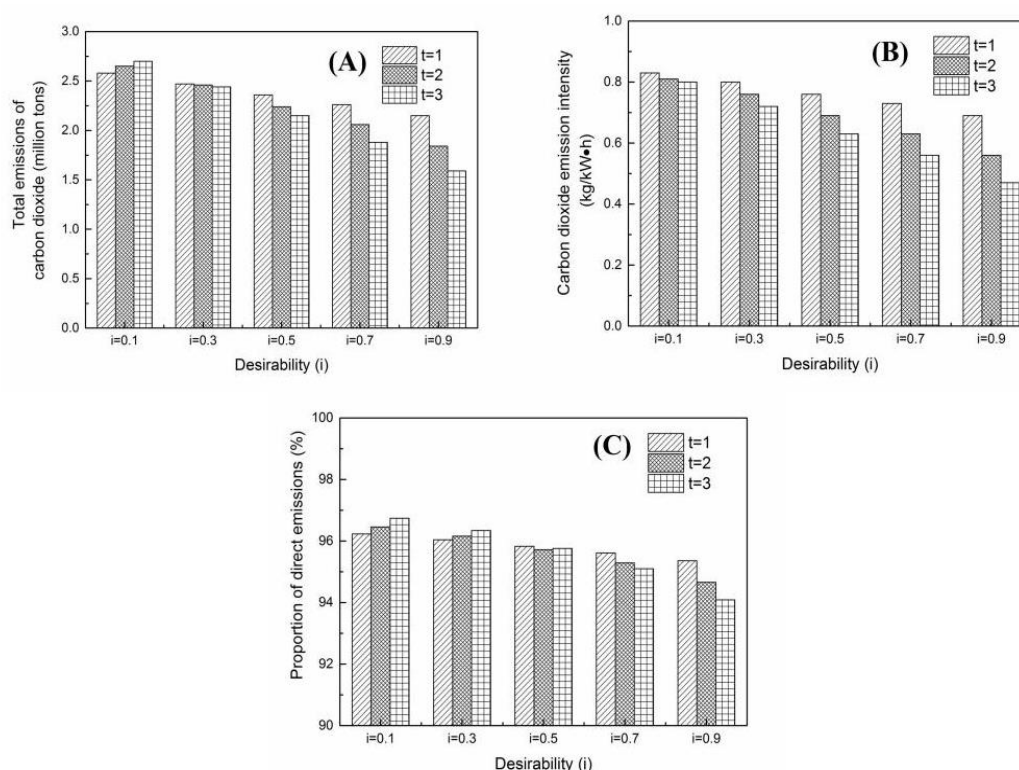 3.0
2.5
2.0
1.5
1.0
0.5
0.0
Total emissions of
carbon dioxide (million tons)
(A)
t=1
t=2
t=3
i=0.1 i=0.3 i=0.5 i=0.7 i=0.9
Desirability (i)
1.0
0.8
0.6
0.4
0.2
0.0
Carbon dioxide emission intensity
(kg/kW•h)
(B)
t=1
t=2
t=3
i=0.1 i=0.3 i=0.5 i=0.7 i=0.9
Desirability (i)
100
98
96
94
92
90
Proportion of direct emissions (%)
(C)
t=1
t=2
t=3
i=0.1 i=0.3 i=0.5 i=0.7 i=0.9
Desirability (i)